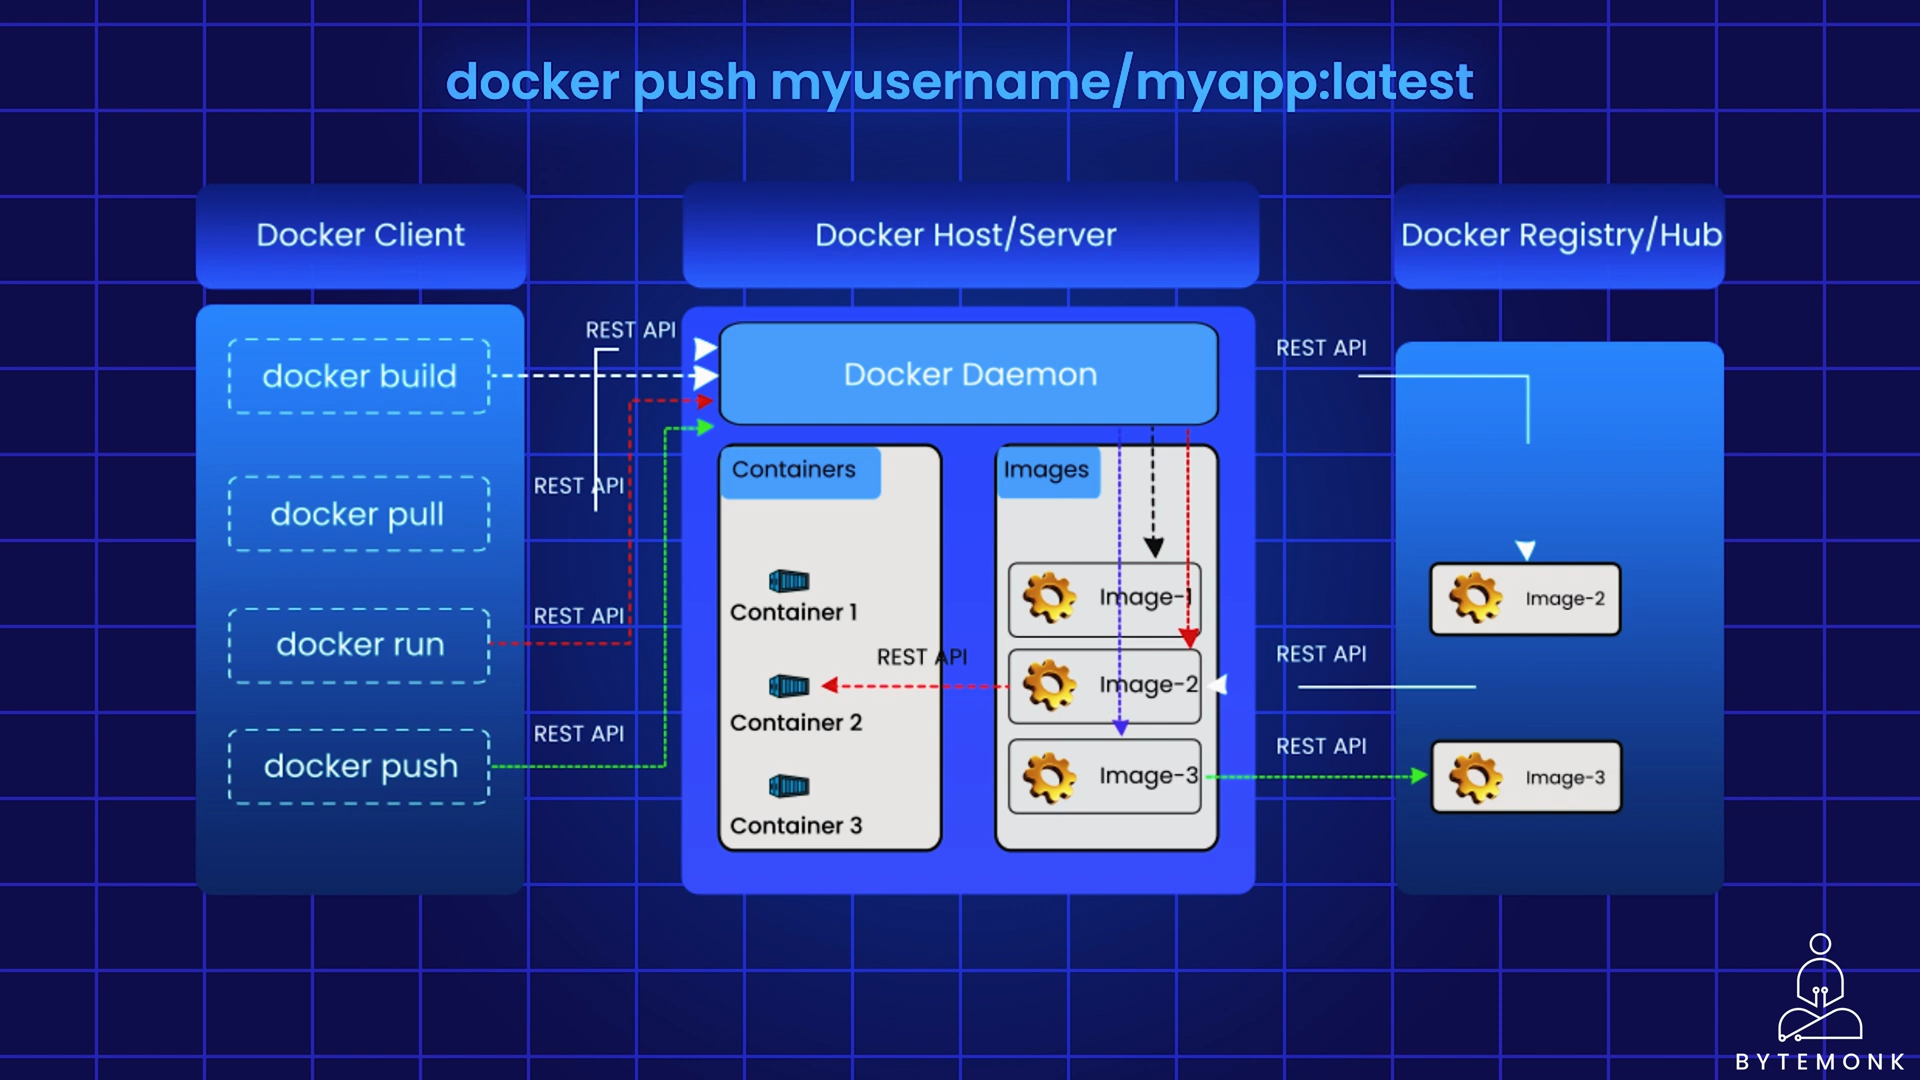 docker push myusername/myapp:latest
Docker Client
Docker Host/Server
Docker Registry/Hub
docker build
docker pull
docker run
docker push
REST API
REST API
REST API
REST API
Docker Daemon
Containers
Container 1
Container 2
Container 3
REST API
Images
Image-1
Image-2
Image-3
REST API
REST API
REST API
Image-2
Image-3
BYTEMONK